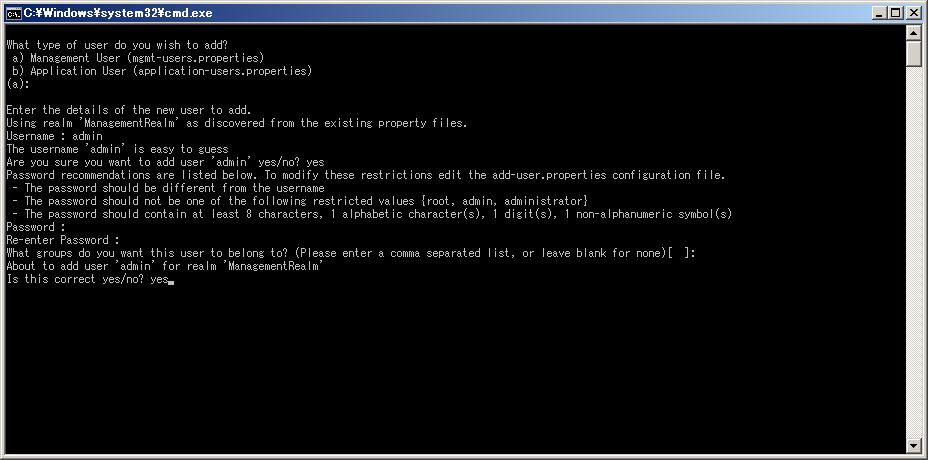 C:¥Windows¥system32¥cmd.exe
What type of user do you wish to add?
 a) Management User (mgmt-users.properties)
 b) Application User (application-users.properties)
(a):
Enter the details of the new user to add.
Using realm 'ManagementRealm' as discovered from the existing property files.
Username : admin
The username 'admin' is easy to guess
Are you sure you want to add user 'admin' yes/no? yes
Password recommendations are listed below. To modify these restrictions edit the add-user.properties configuration file.
 - The password should be different from the username
 - The password should not be one of the following restricted values {root, admin, administrator}
 - The password should contain at least 8 characters, 1 alphabetic character(s), 1 digit(s), 1 non-alphanumeric symbol(s)
Password :
Re-enter Password :
What groups do you want this user to belong to? (Please enter a comma separated list, or leave blank for none)[  ]:
About to add user 'admin' for realm 'ManagementRealm'
Is this correct yes/no? yes